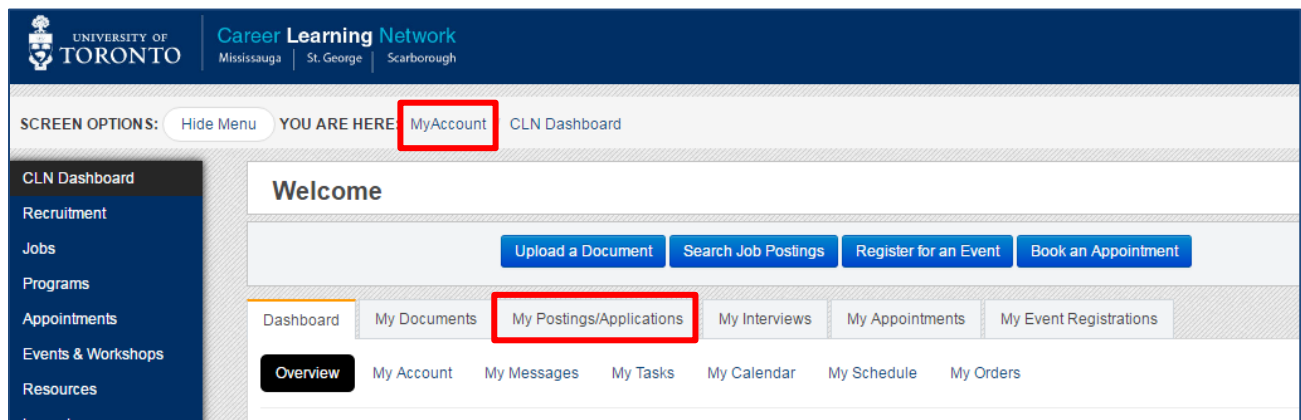 UNIVERSITY OF
TORONTO
Career Learning Network
Mississauga | St. George | Scarborough
SCREEN OPTIONS: Hide Menu YOU ARE HERE: MyAccount CLN Dashboard
CLN Dashboard
Recruitment
Jobs
Programs
Appointments
Events & Workshops
Resources
Welcome
Upload a Document Search Job Postings Register for an Event Book an Appointment
Dashboard My Documents My Postings/Applications My Interviews My Appointments My Event Registrations
Overview My Account My Messages My Tasks My Calendar My Schedule My Orders